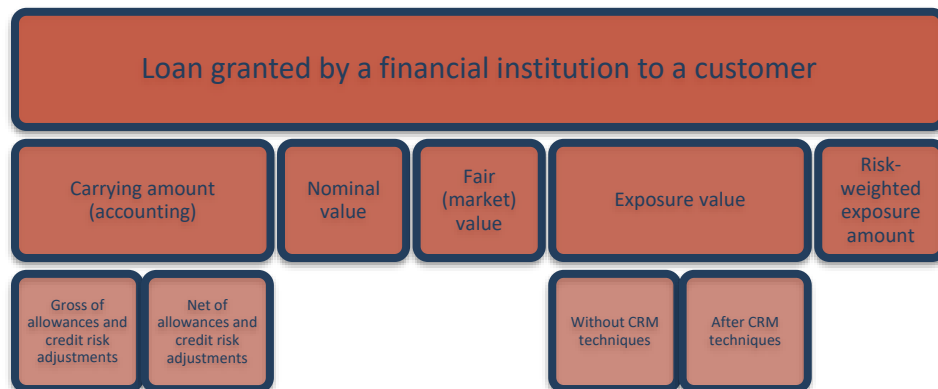 Loan granted by a financial institution to a customer
Carrying amount
(accounting)
Nominal
value
Fair
(market)
value
Exposure value
Risk-
weighted
exposure
amount
Gross of
allowances and
credit risk
adjustments
Net of
allowances and
credit risk
adjustments
Without CRM
techniques
After CRM
techniques